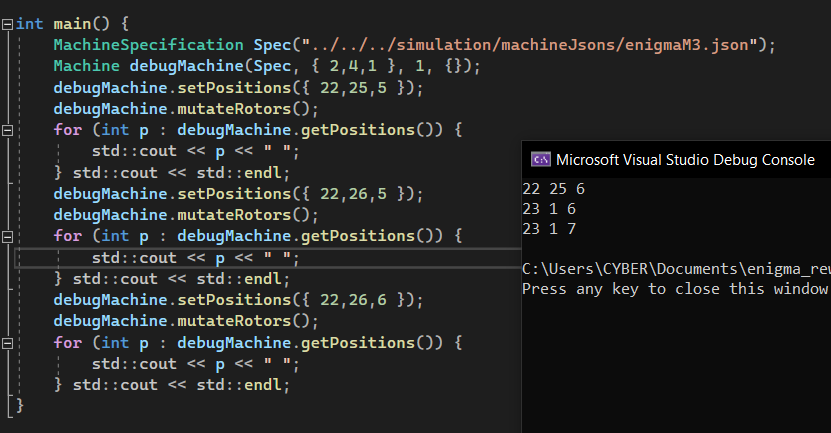 int main() {
MachineSpecification Spec("../../../simulation/machineJsons/enigmaM3.json");
Machine debugMachine(Spec, { 2,4,1 }, 1, {});
debugMachine.setPositions({ 22,25,5 });
debugMachine.mutateRotors();
for (int p : debugMachine.getPositions()) {
std::cout << p << " ";
} std::cout << std::endl;
debugMachine.setPositions({ 22,26,5 });
debugMachine.mutateRotors();
for (int p : debugMachine.getPositions()) {
std::cout << p << " ";
} std::cout << std::endl;
debugMachine.setPositions({ 22,26,6 });
debugMachine.mutateRotors();
for (int p : debugMachine.getPositions()) {
std::cout << p << " ";
} std::cout << std::endl;
}
C:\ Microsoft Visual Studio Debug Console
22 25 6
23 1 6
23 1 7
C:\Users\CYBER\Documents\enigma_rew
Press any key to close this window